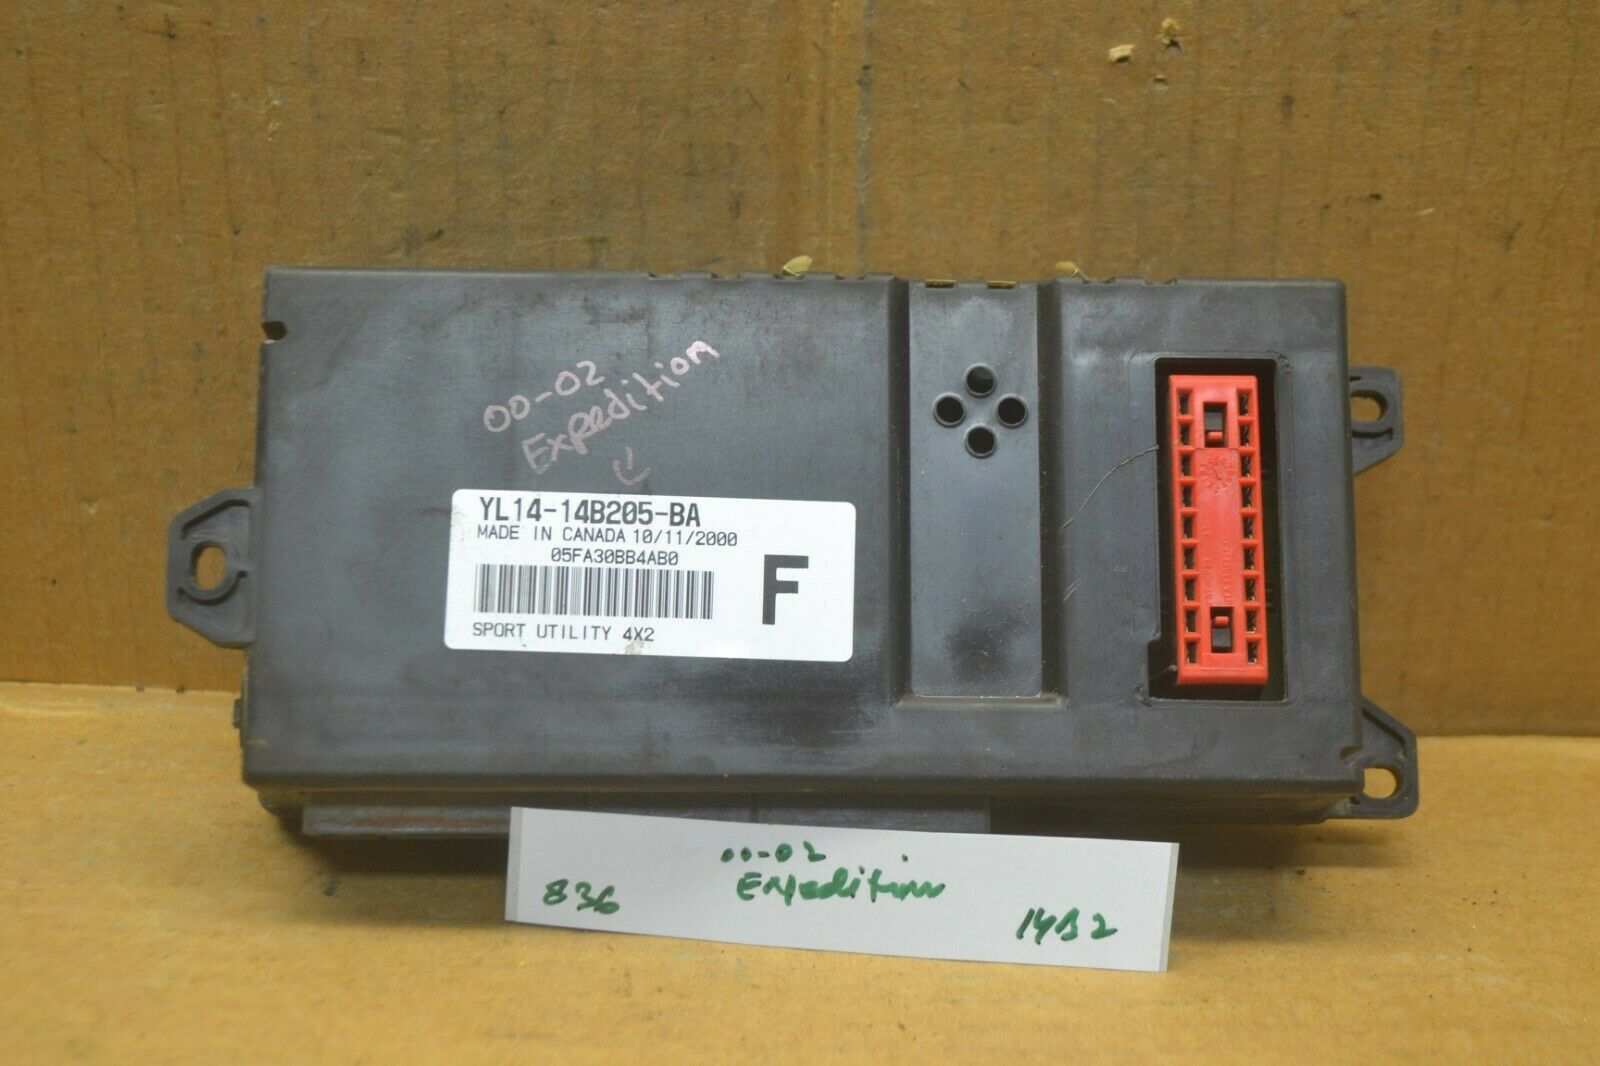 00-02
Expedition
YL14-14B205-BA
MADE IN CANADA 10/11/2000
05FA30BB4AB0
F
SPORT UTILITY 4X2
00-02
836 Expedition 14B2